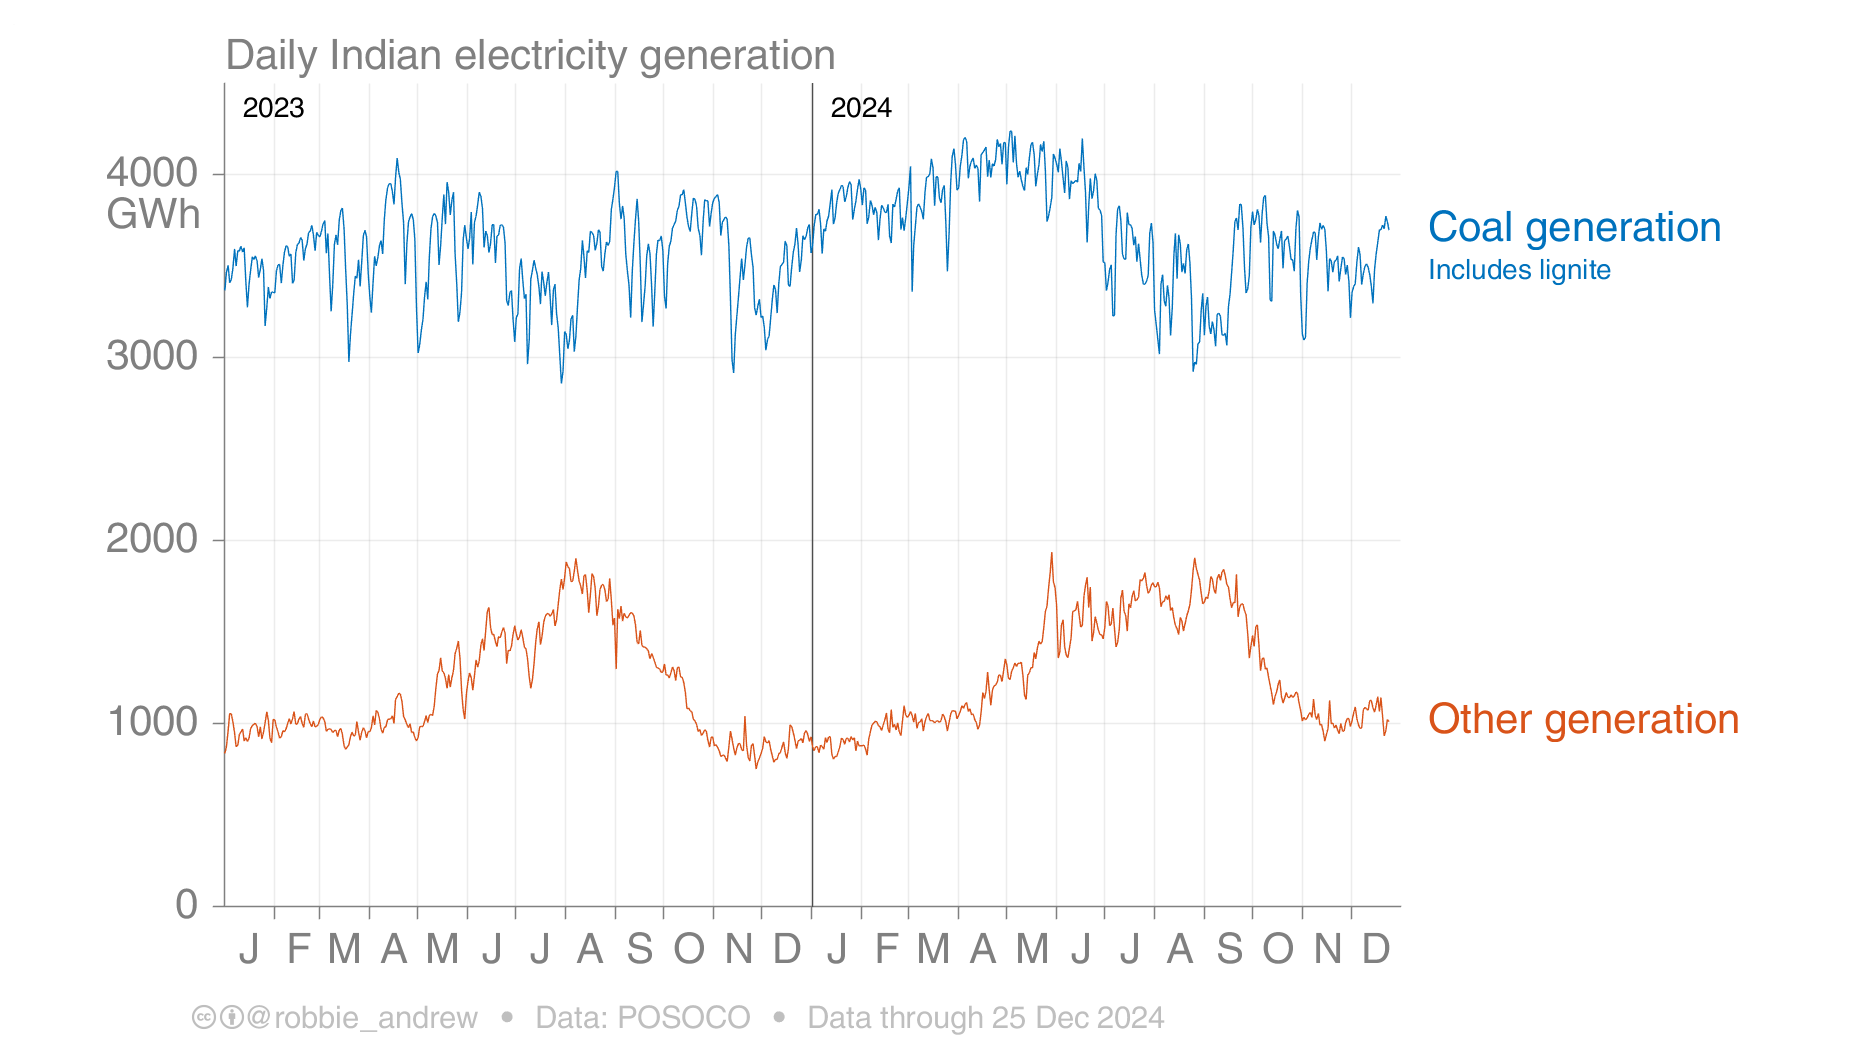 Daily Indian electricity generation
2023
2024
4000
GWh
3000
2000
1000
0
Coal generation
Includes lignite
Other generation
J F M A M J J A S O N D J F M A M J J A S O N D
cc @robbie_andrew • Data: POSOCO • Data through 25 Dec 2024